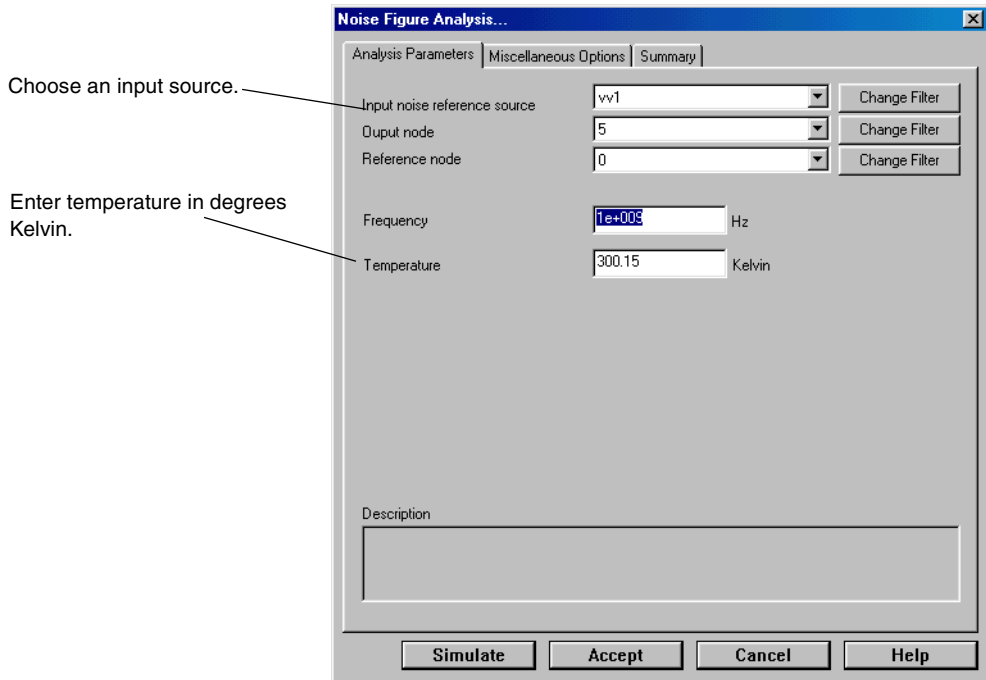 Noise Figure Analysis...
Analysis Parameters Miscellaneous Options Summary
Choose an input source.
Input noise reference source vv1 Change Filter
Ouput node 5 Change Filter
Reference node 0 Change Filter
Enter temperature in degrees
Kelvin.
Frequency 1e+009 Hz
Temperature 300.15 Kelvin
Description
Simulate Accept Cancel Help